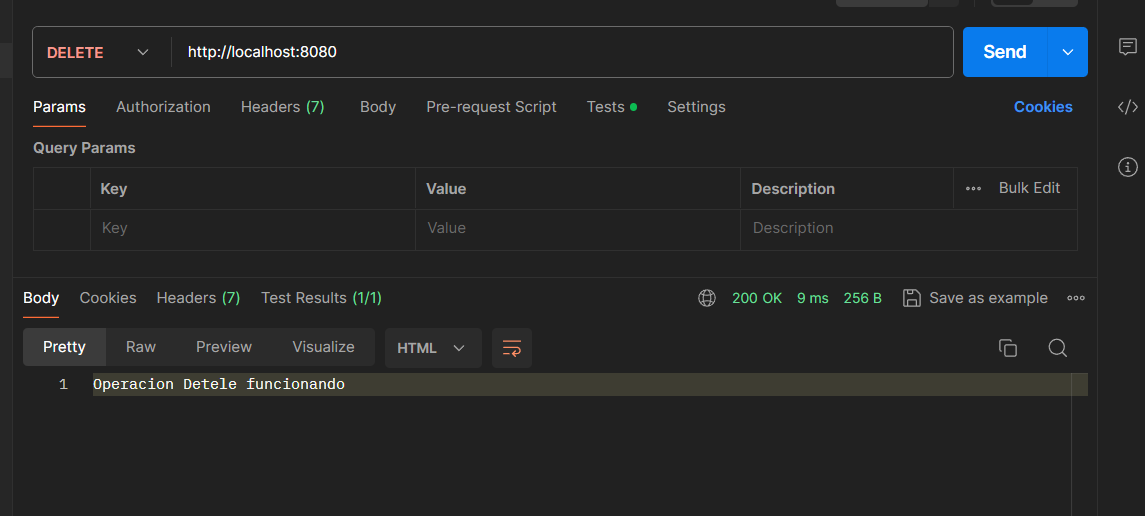 DELETE http://localhost:8080 Send
Params Authorization Headers (7) Body Pre-request Script Tests Settings Cookies
Query Params
Key Value Description Bulk Edit
Key Value Description
Body Cookies Headers (7) Test Results (1/1) 200 OK 9 ms 256 B Save as example
Pretty Raw Preview Visualize HTML
1 Operacion Detele funcionando